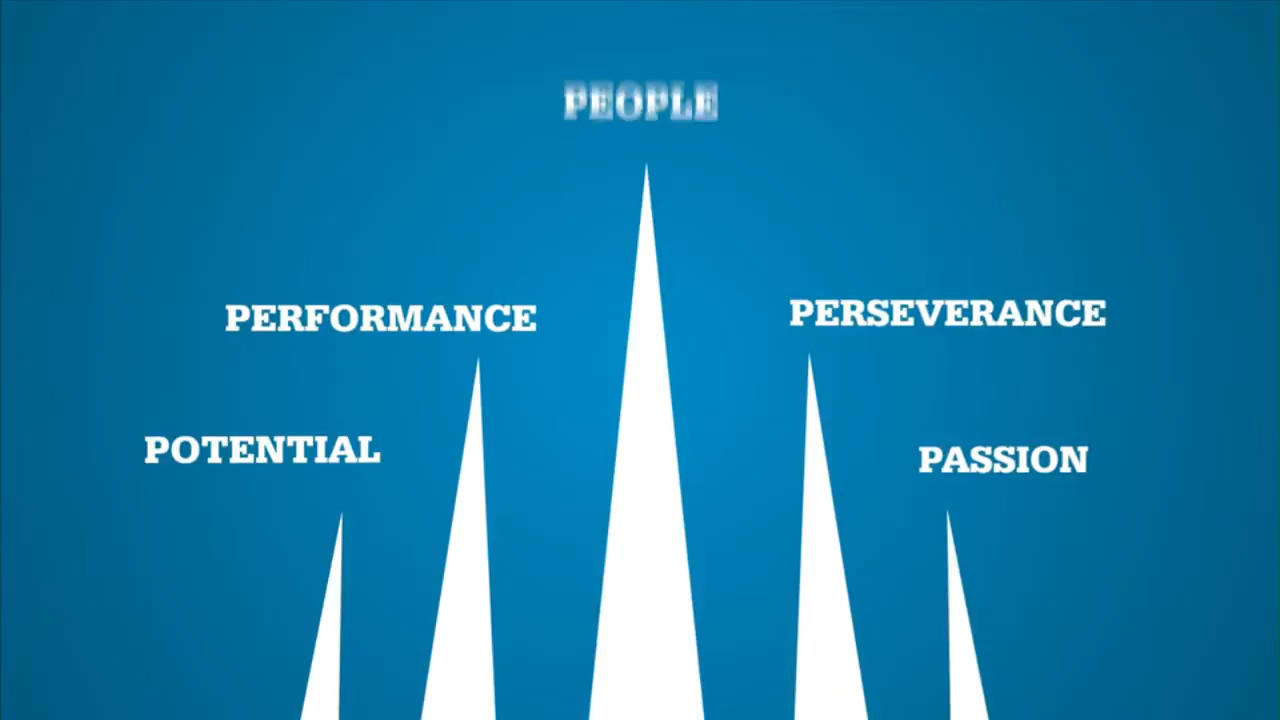 PEOPLE
PERFORMANCE
PERSEVERANCE
POTENTIAL
PASSION